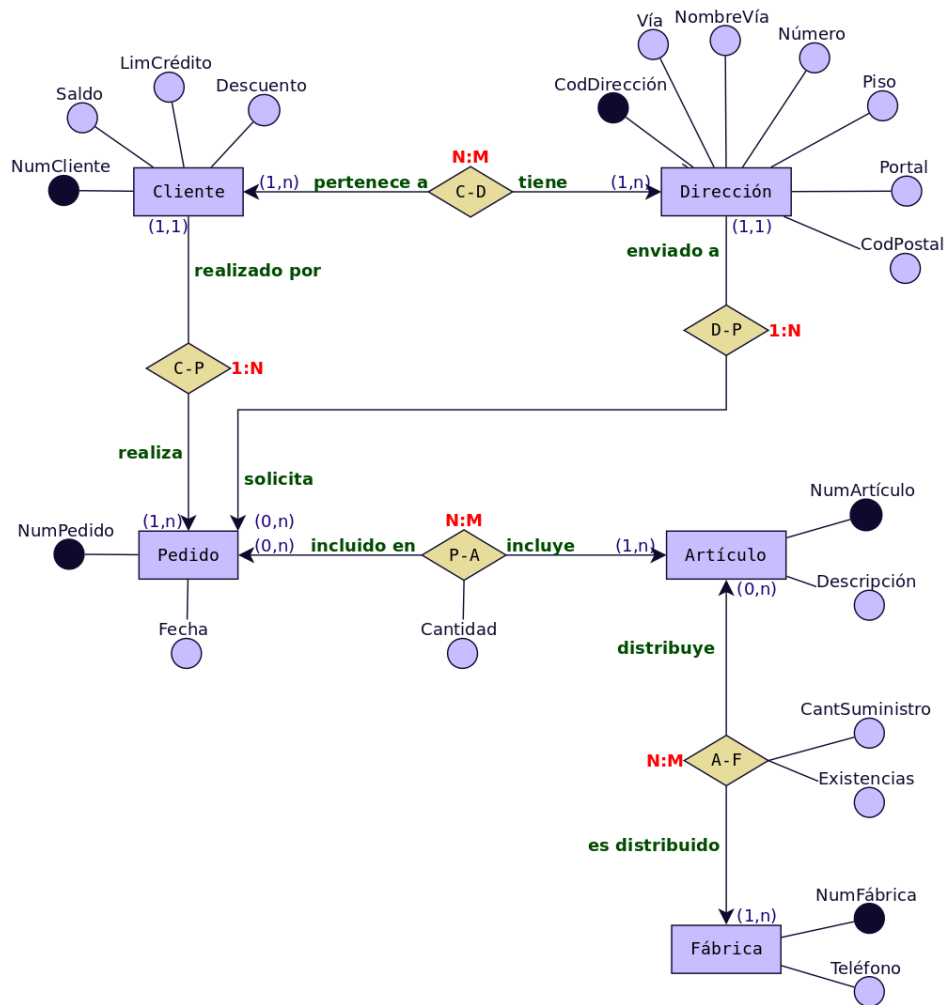 Vía
NombreVía
Número
LimCrédito
Saldo
Descuento
CodDirección
Piso
NumCliente
N:M
Portal
Cliente
(1,n)
pertenece a
C-D
tiene
(1,n)
Dirección
(1,1)
(1,1)
CodPostal
realizado por
enviado a
D-P
1:N
C-P
1:N
realiza
solicita
NumArtículo
NumPedido
(1,n)
(0,n)
N:M
Pedido
(0,n)
incluido en
P-A
incluye
(1,n)
Artículo
Descripción
(0,n)
Fecha
Cantidad
distribuye
CantSuministro
N:M
A-F
Existencias
es distribuido
NumFábrica
(1,n)
Fábrica
Teléfono